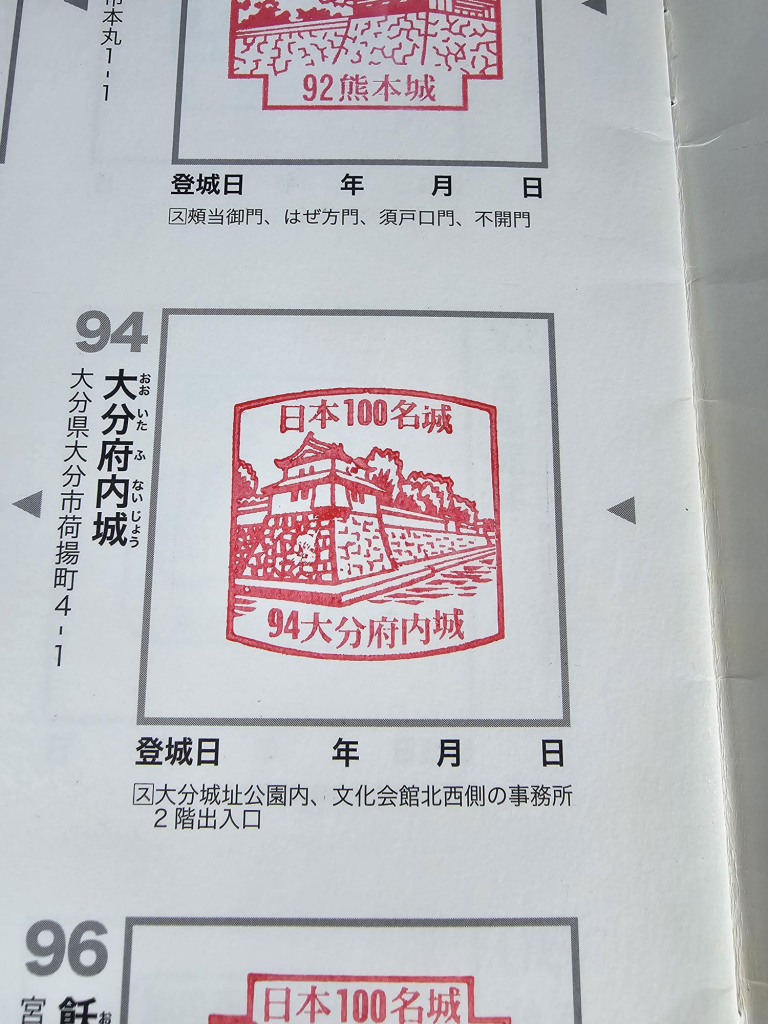 市本丸1-1
92熊本城
登城日 年 月 日
ス頬当御門、はぜ方門、須戸口門、不開門
94
大分府内城
おおいたふないじょう
大分県大分市荷揚町4-1
日本100名城
94大分府内城
登城日 年 月 日
ス大分城址公園内、文化会館北西側の事務所
2階出入口
96
飫
お
宮
日本100名城